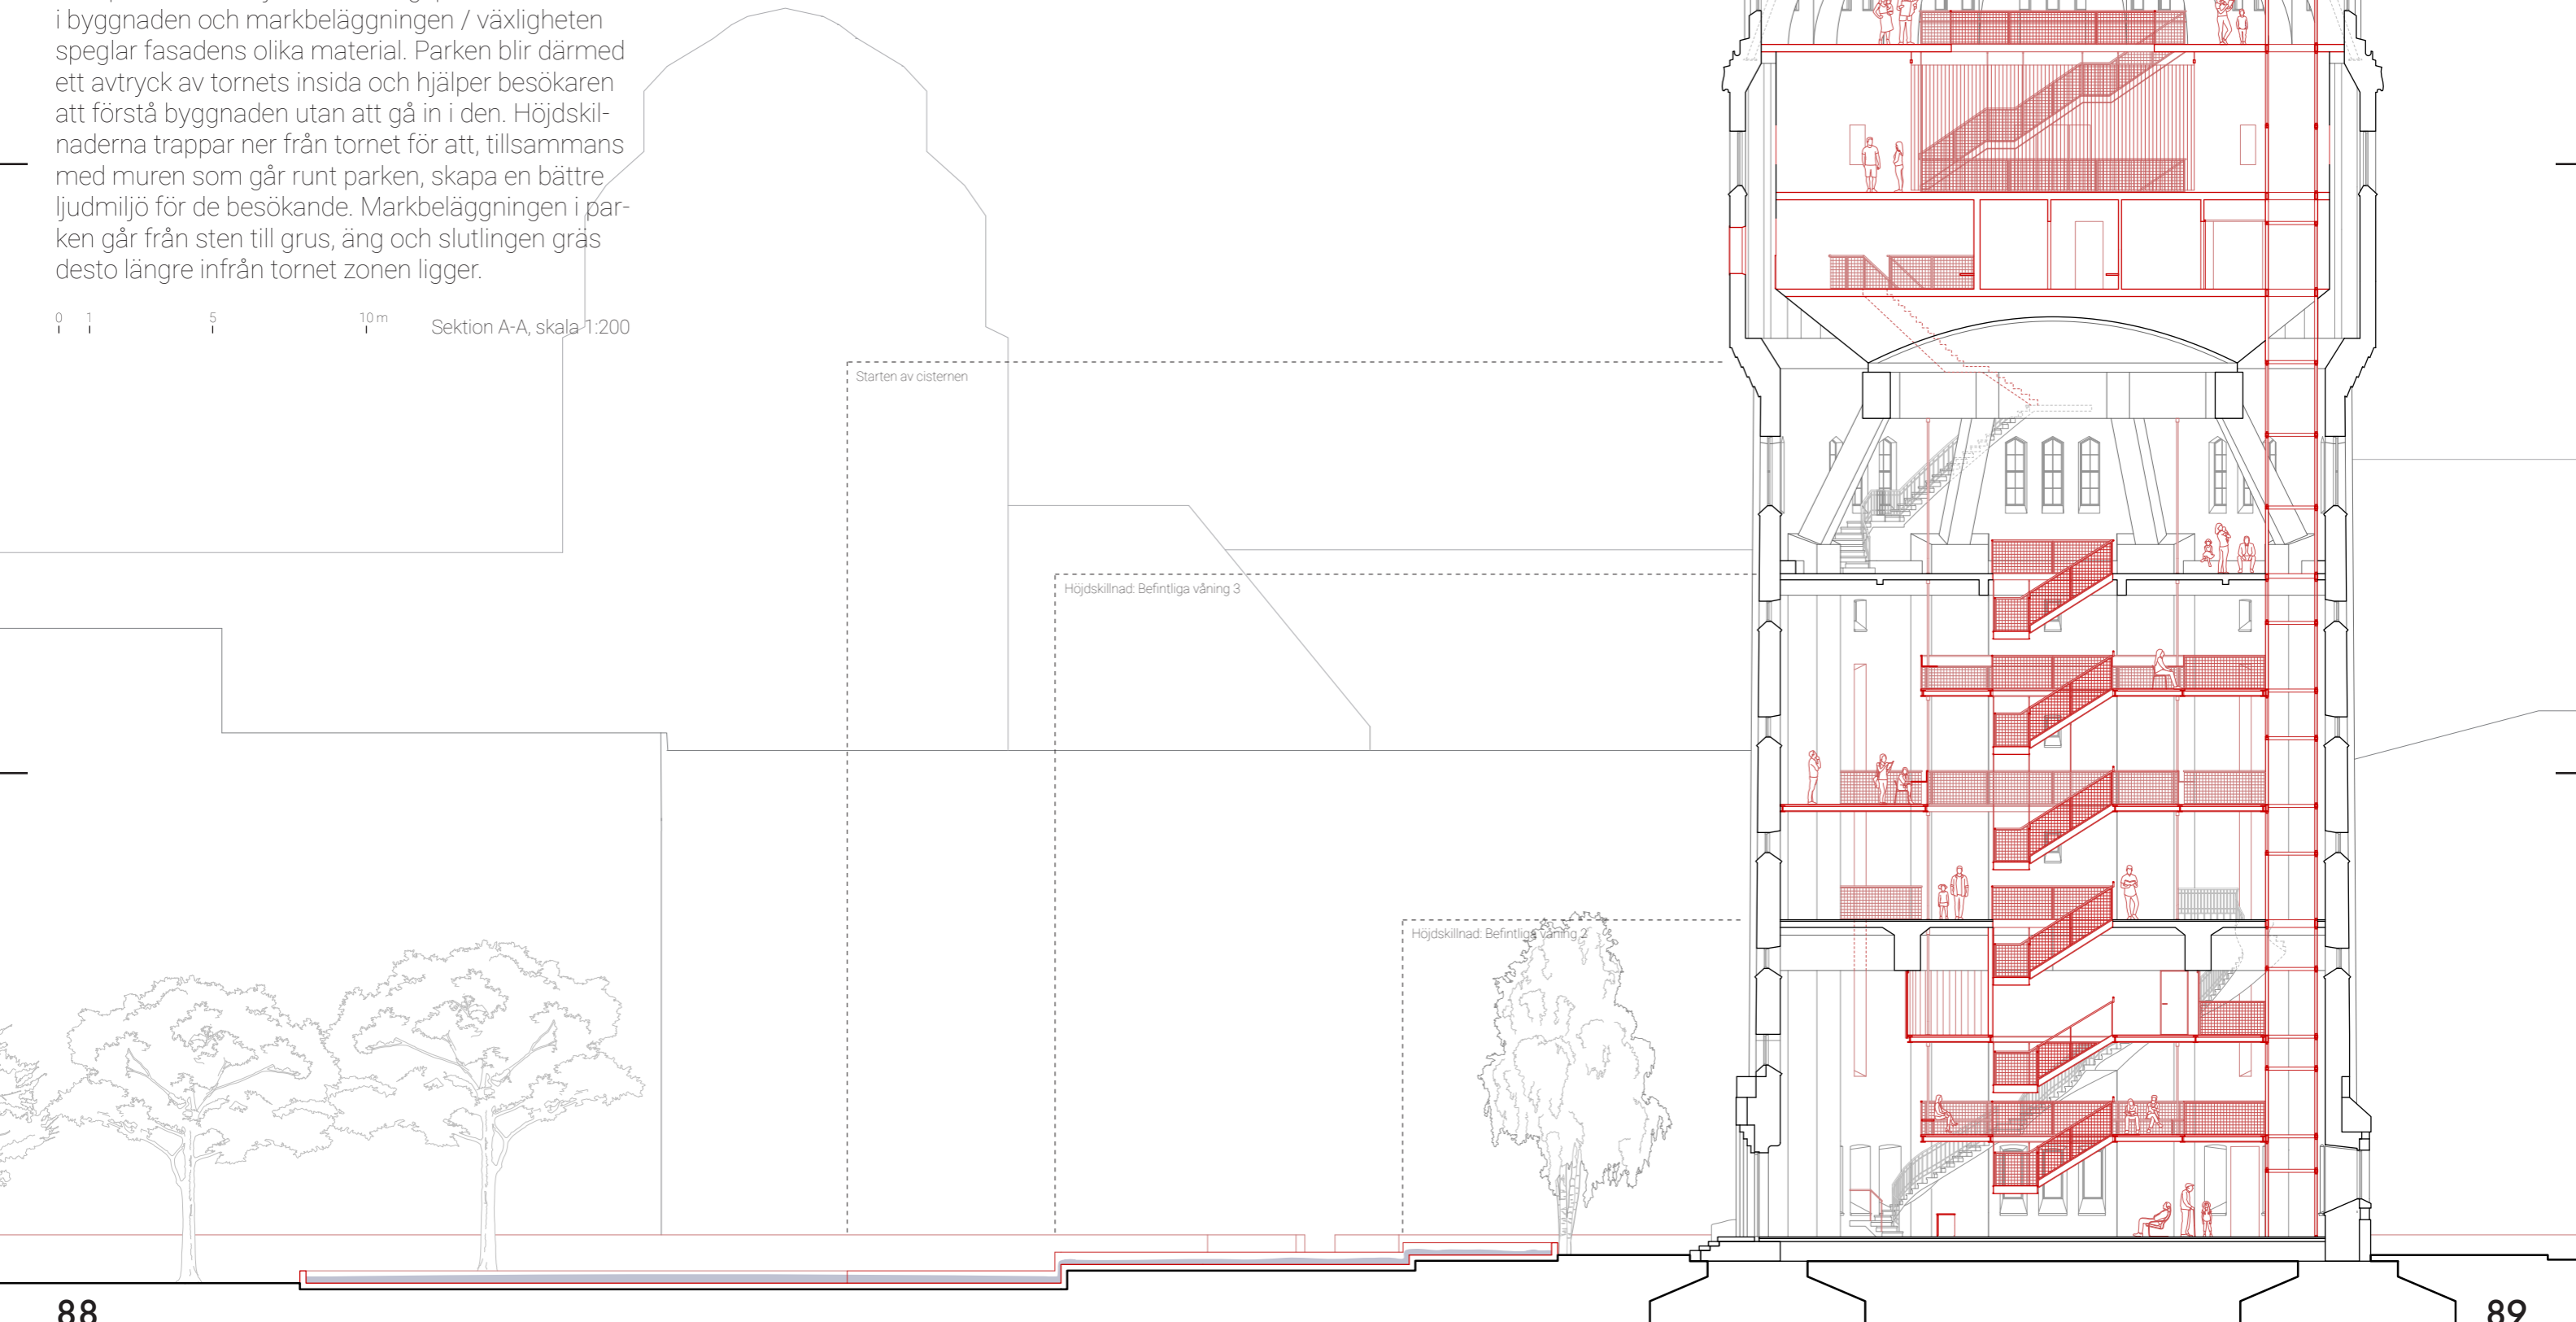 i byggnaden och markbeläggningen / växligheten
speglar fasadens olika material. Parken blir därmed
ett avtryck av tornets insida och hjälper besökaren
att förstå byggnaden utan att gå in i den. Höjdskil-
naderna trappar ner från tornet för att, tillsammans
med muren som går runt parken, skapa en bättre
ljudmiljö för de besökande. Markbeläggningen i par-
ken går från sten till grus, äng och slutlingen gräs
desto längre infrån tornet zonen ligger.
0 1 5 10 m Sektion A-A, skala 1:200
Starten av cisternen
Höjdskillnad: Befintliga våning 3
Höjdskillnad: Befintliga våning 2
88
89